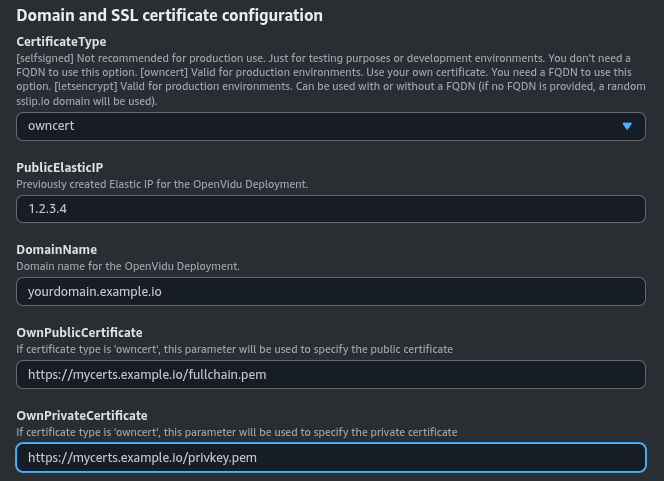 Domain and SSL certificate configuration
CertificateType
[selfsigned] Not recommended for production use. Just for testing purposes or development environments. You don't need a
FQDN to use this option. [owncert] Valid for production environments. Use your own certificate. You need a FQDN to use this
option. [letsencrypt] Valid for production environments. Can be used with or without a FQDN (if no FQDN is provided, a random
sslip.io domain will be used).
owncert
PublicElasticIP
Previously created Elastic IP for the OpenVidu Deployment.
1.2.3.4
DomainName
Domain name for the OpenVidu Deployment.
yourdomain.example.io
OwnPublicCertificate
If certificate type is 'owncert', this parameter will be used to specify the public certificate
https://mycerts.example.io/fullchain.pem
OwnPrivateCertificate
If certificate type is 'owncert', this parameter will be used to specify the private certificate
https://mycerts.example.io/privkey.pem